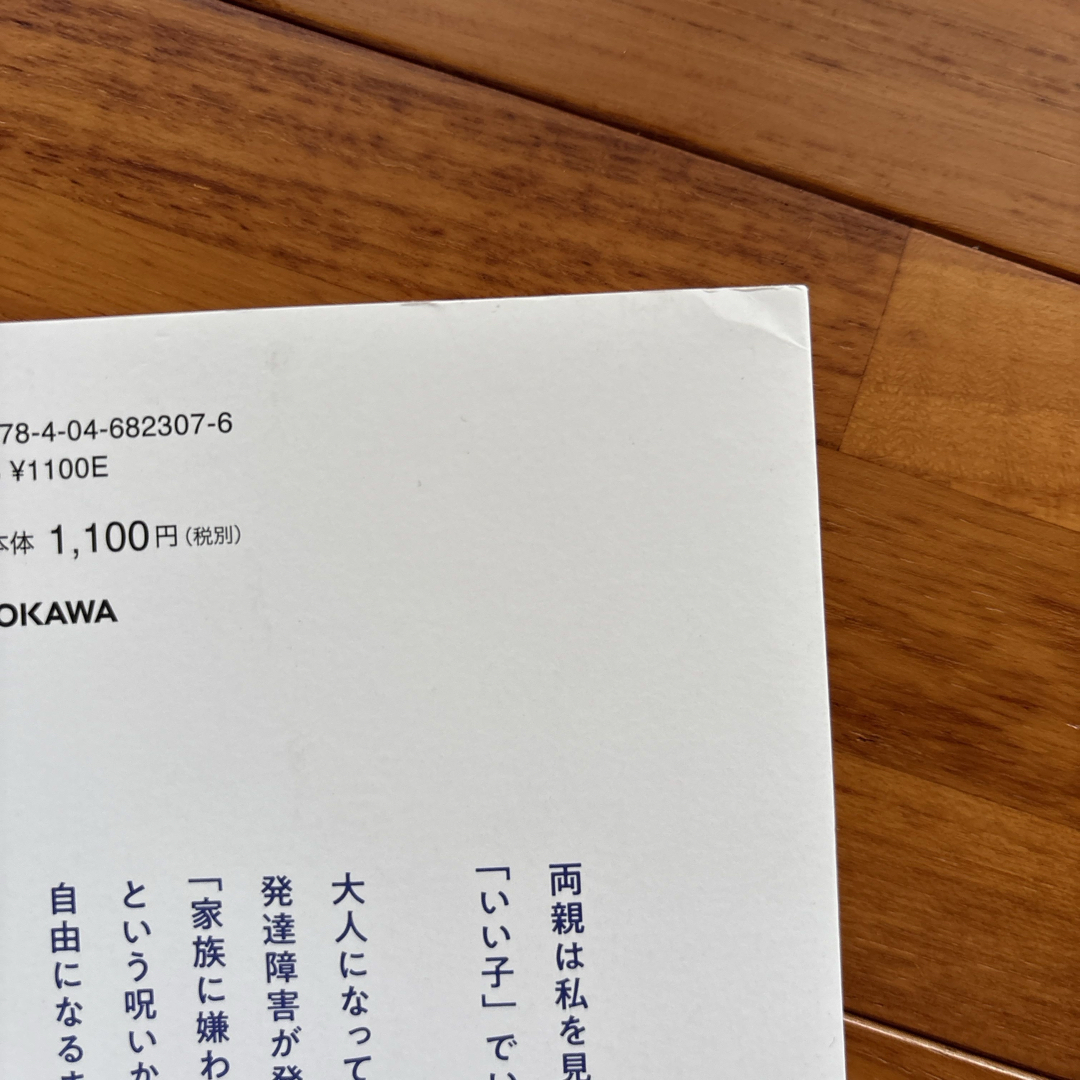 78-4-04-682307-6
¥1100E
本体 1,100円(税別)
OKAWA
両親は私を見
「いい子」でい
大人になって
発達障害が発
「家族に嫌わ
という呪いか
自由になるま